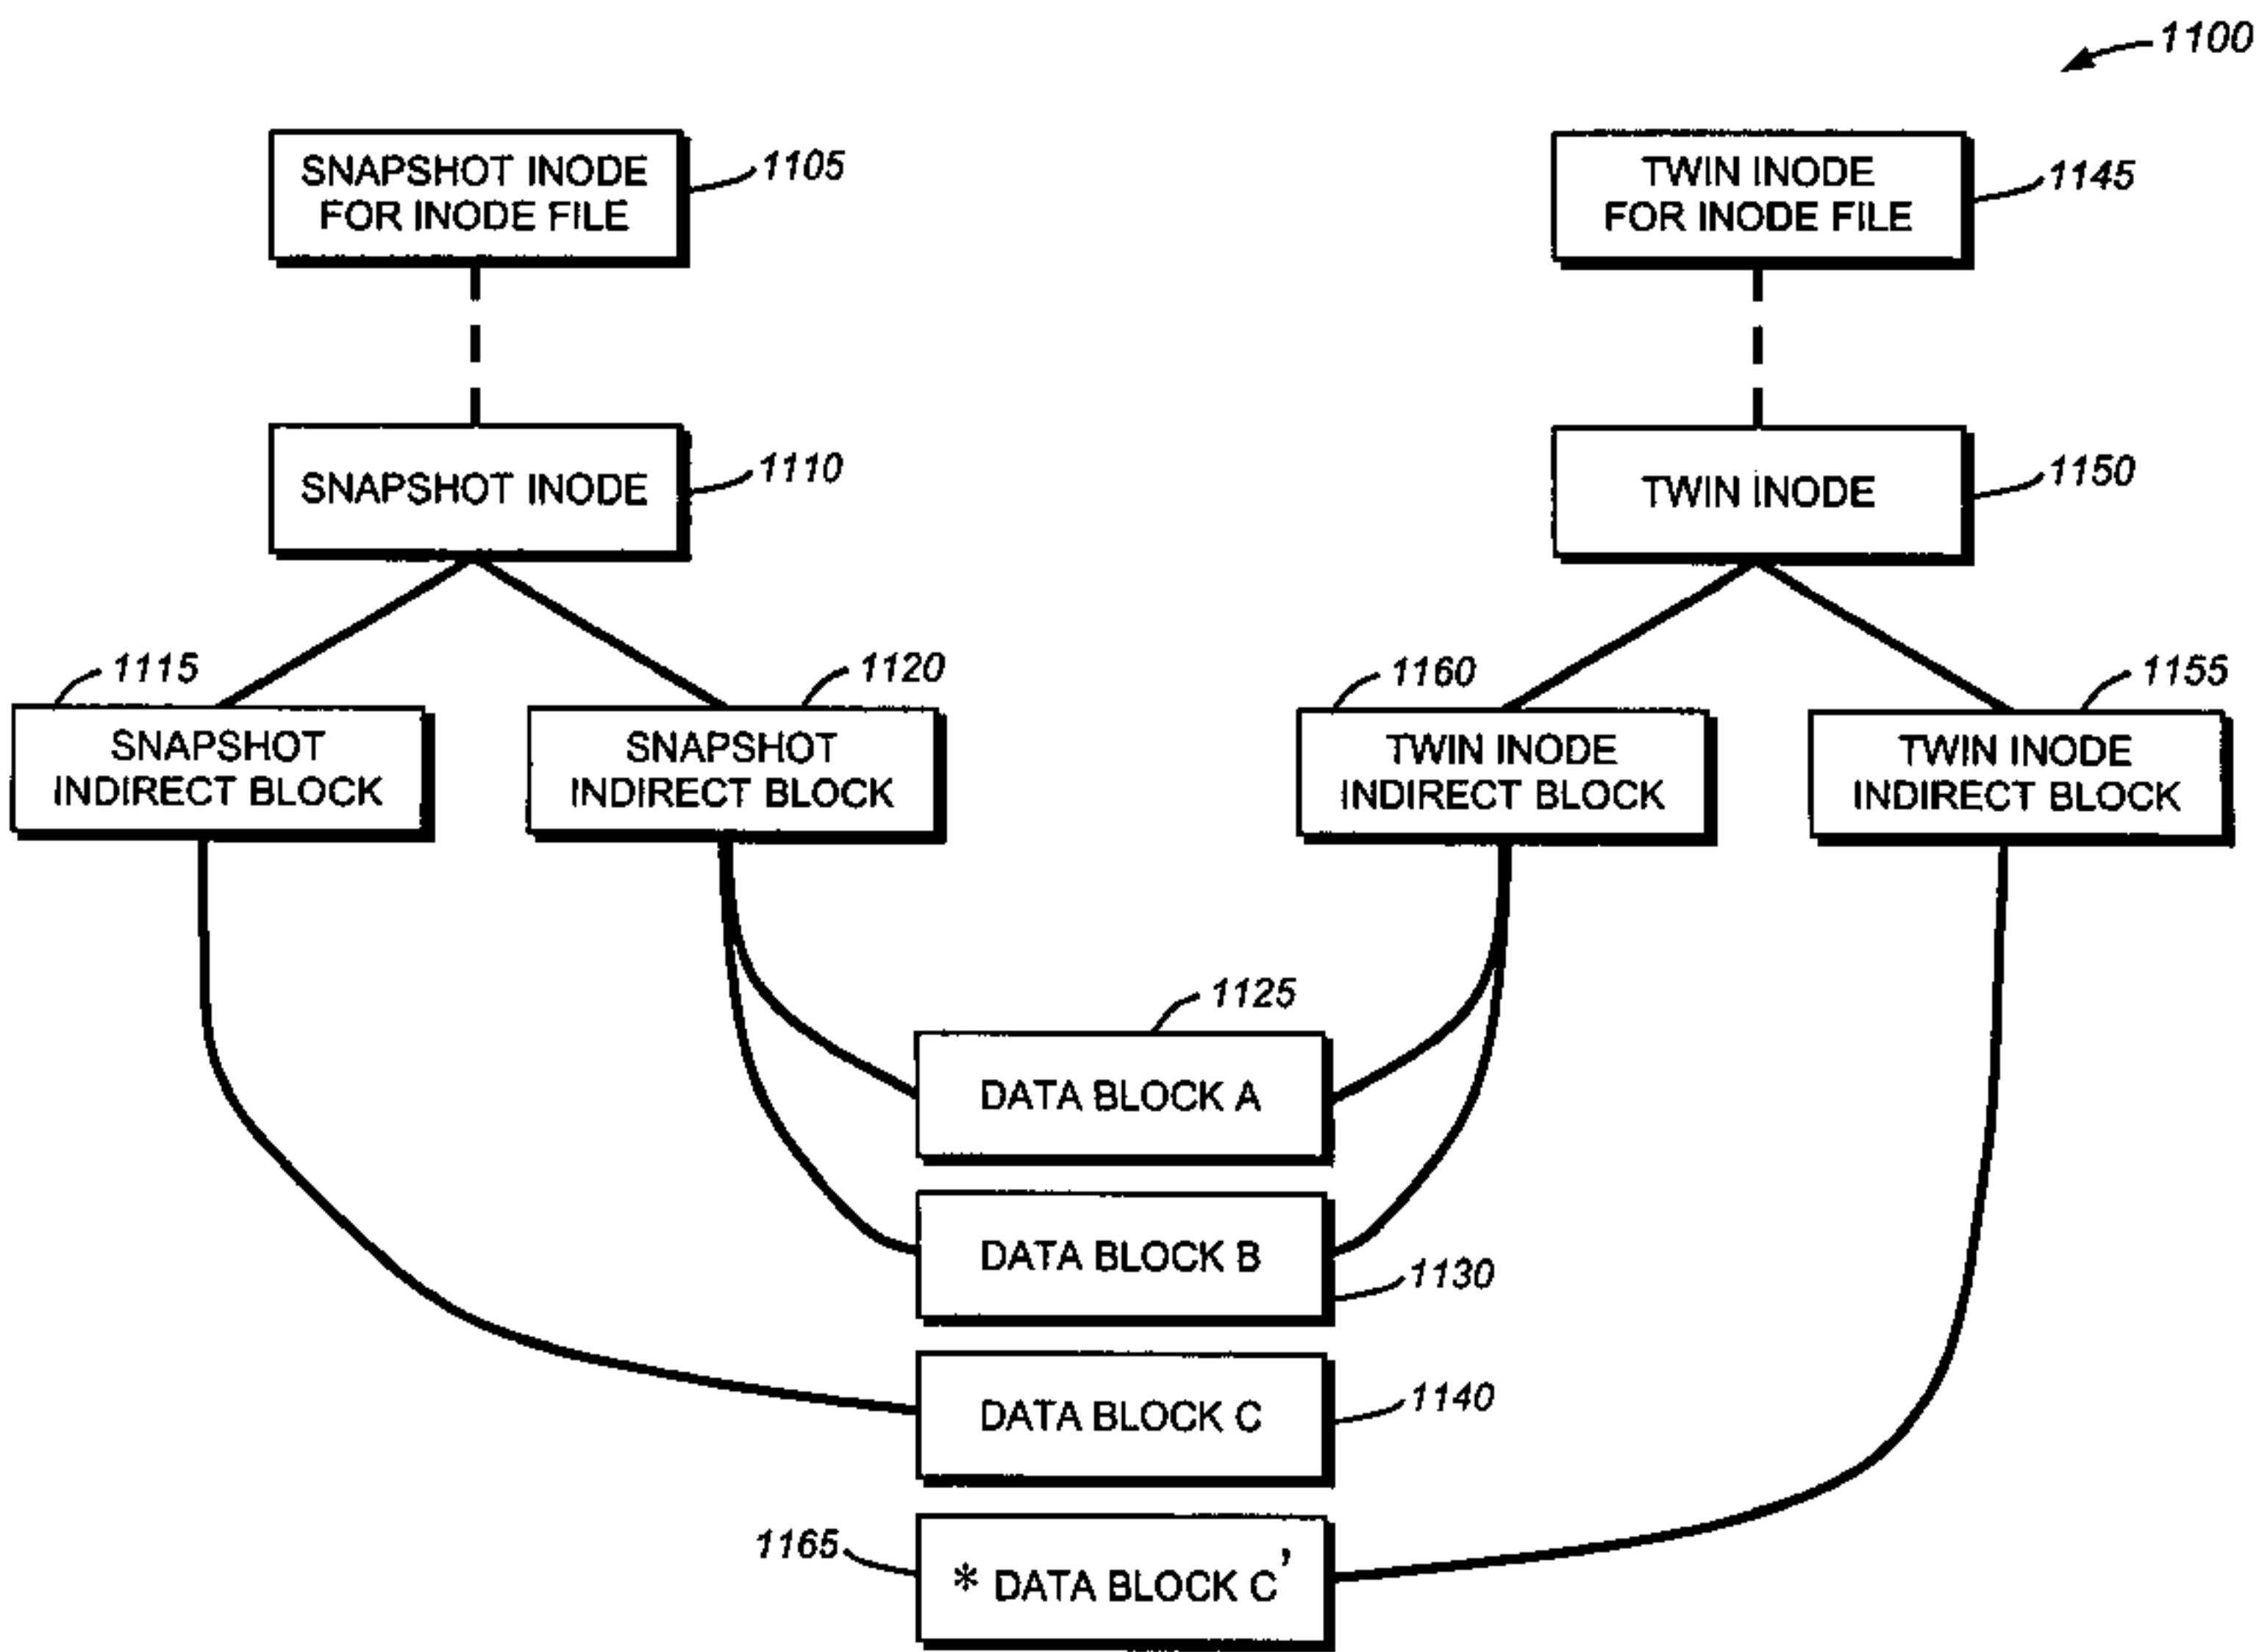 1100
SNAPSHOT INODE
FOR INODE FILE
1105
TWIN INODE
FOR INODE FILE
1145
SNAPSHOT INODE
1110
TWIN INODE
1150
1115
1120
1160
1155
SNAPSHOT
INDIRECT BLOCK
SNAPSHOT
INDIRECT BLOCK
TWIN INODE
INDIRECT BLOCK
TWIN INODE
INDIRECT BLOCK
1125
DATA BLOCK A
DATA BLOCK B
1130
DATA BLOCK C
1140
1165
* DATA BLOCK C'